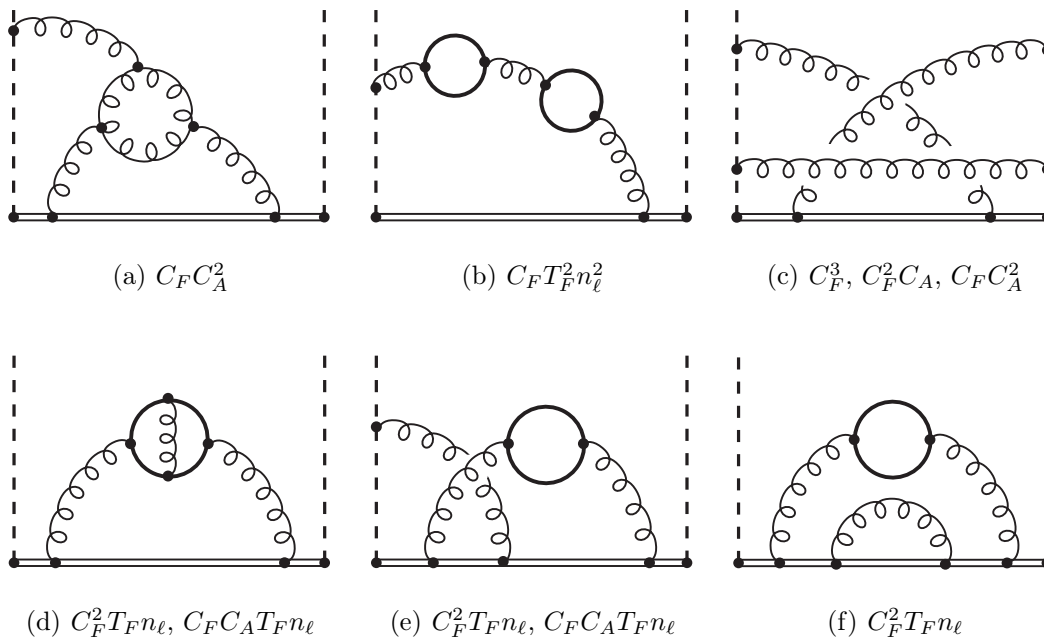 (a) $C_F C_A^2$
(b) $C_F T_F^2 n_\ell^2$
(c) $C_F^3$, $C_F^2 C_A$, $C_F C_A^2$
(d) $C_F^2 T_F n_\ell$, $C_F C_A T_F n_\ell$
(e) $C_F^2 T_F n_\ell$, $C_F C_A T_F n_\ell$
(f) $C_F^2 T_F n_\ell$